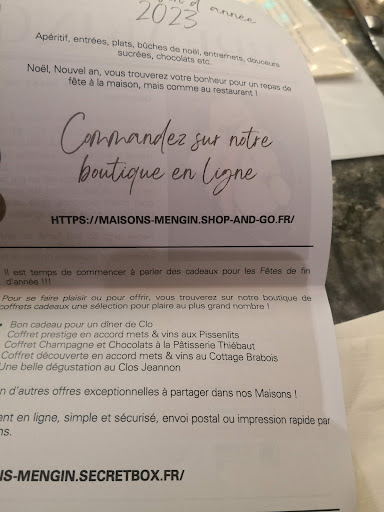 d'année
2023
Apéritif, entrées, plats, bûches de noël, entremets, douceurs
sucrées, chocolats etc.
Noël, Nouvel an, vous trouverez votre bonheur pour un repas de
fête à la maison, mais comme au restaurant !
Commandez sur notre
boutique en ligne
HTTPS://MAISONS-MENGIN.SHOP-AND-GO.FR/
Il est temps de commencer à parler des cadeaux pour les Fêtes de fin
d'année !!!
Pour se faire plaisir ou pour offrir, vous trouverez sur notre boutique de
coffrets cadeaux une sélection pour plaire au plus grand nombre !
• Bon cadeau pour un dîner de Clo
Coffret prestige en accord mets & vins aux Pissenlits
Coffret Champagne et Chocolats à la Pâtisserie Thiébaut
Coffret découverte en accord mets & vins au Cottage Brabois
Une belle dégustation au Clos Jeannon
n d'autres offres exceptionnelles à partager dans nos Maisons !
ent en ligne, simple et sécurisé, envoi postal ou impression rapide par
ns.
IS-MENGIN.SECRETBOX.FR/